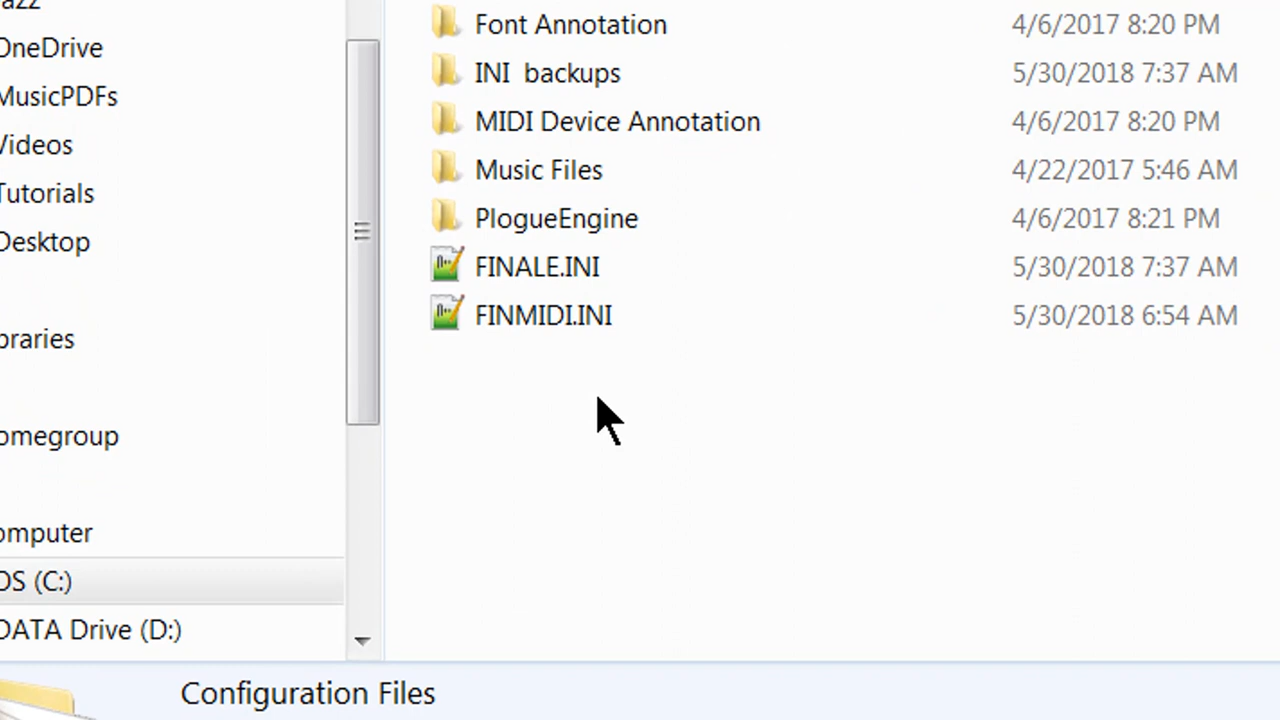 OneDrive
MusicPDFs
Videos
Tutorials
Desktop
braries
omegroup
omputer
OS (C:)
DATA Drive (D:)
Font Annotation 4/6/2017 8:20 PM
INI  backups 5/30/2018 7:37 AM
MIDI Device Annotation 4/6/2017 8:20 PM
Music Files 4/22/2017 5:46 AM
PlogueEngine 4/6/2017 8:21 PM
FINALE.INI 5/30/2018 7:37 AM
FINMIDI.INI 5/30/2018 6:54 AM
Configuration Files